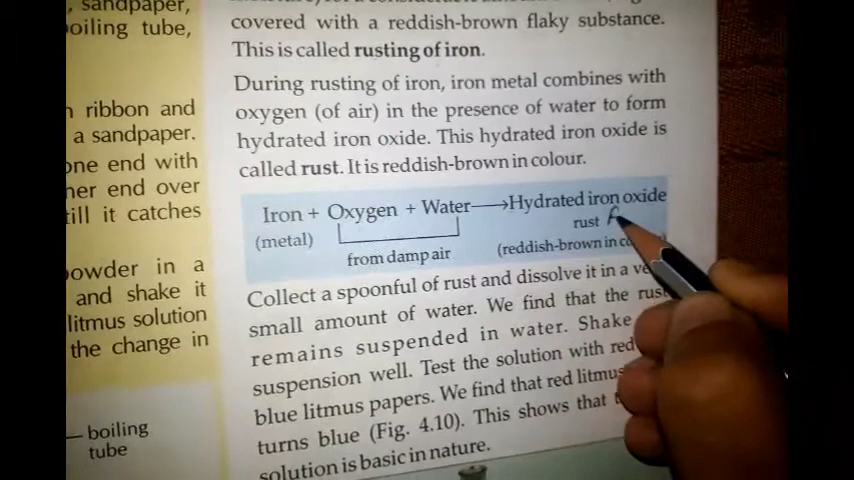 , sandpaper,
oiling tube,
n ribbon and
a sandpaper.
one end with
her end over
till it catches
powder in a
and shake it
litmus solution
the change in
boiling
tube
covered with a reddish-brown flaky substance.
This is called rusting of iron.
During rusting of iron, iron metal combines with
oxygen (of air) in the presence of water to form
hydrated iron oxide. This hydrated iron oxide is
called rust. It is reddish-brown in colour.
Iron + Oxygen + Water ⟶ Hydrated iron oxide
(metal) rust
from damp air (reddish-brown in co
Collect a spoonful of rust and dissolve it in a ve
small amount of water. We find that the rus
remains suspended in water. Shake
suspension well. Test the solution with red
blue litmus papers. We find that red litmus
turns blue (Fig. 4.10). This shows that t
solution is basic in nature.